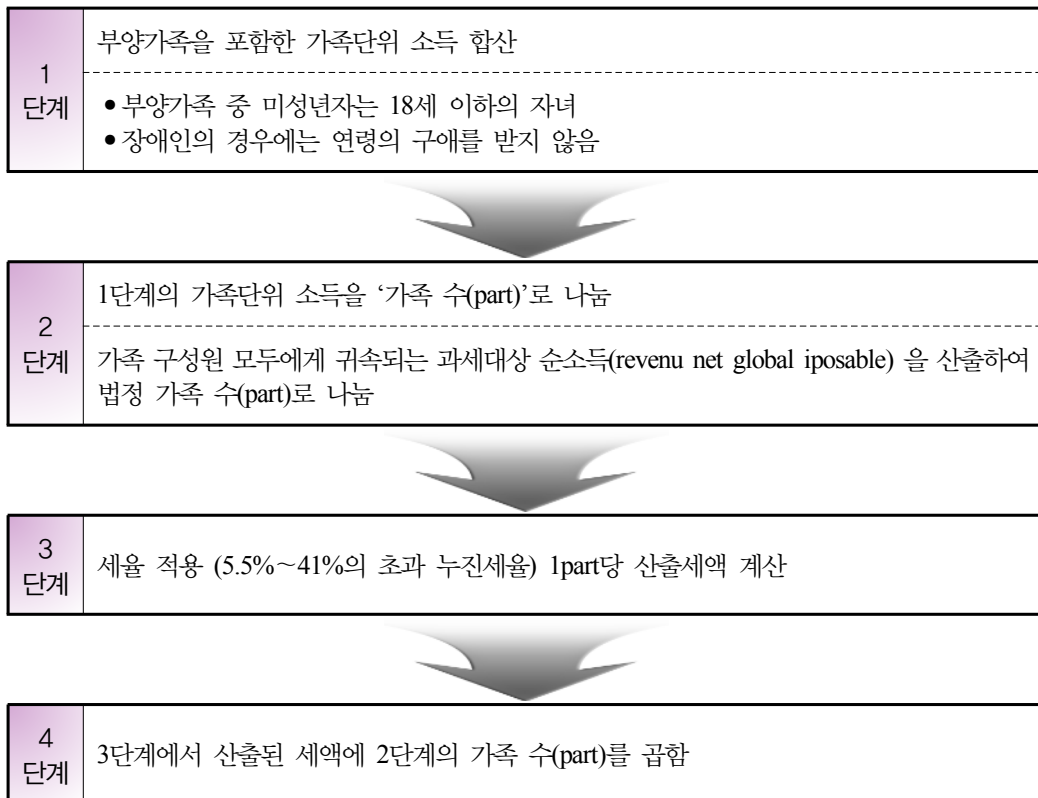 1
단계
부양가족을 포함한 가족단위 소득 합산
• 부양가족 중 미성년자는 18세 이하의 자녀
• 장애인의 경우에는 연령의 구애를 받지 않음
2
단계
1단계의 가족단위 소득을 ‘가족 수(part)’로 나눔
가족 구성원 모두에게 귀속되는 과세대상 순소득(revenu net global iposable) 을 산출하여
법정 가족 수(part)로 나눔
3
단계
세율 적용 (5.5%∼41%의 초과 누진세율) 1part당 산출세액 계산
4
단계
3단계에서 산출된 세액에 2단계의 가족 수(part)를 곱함